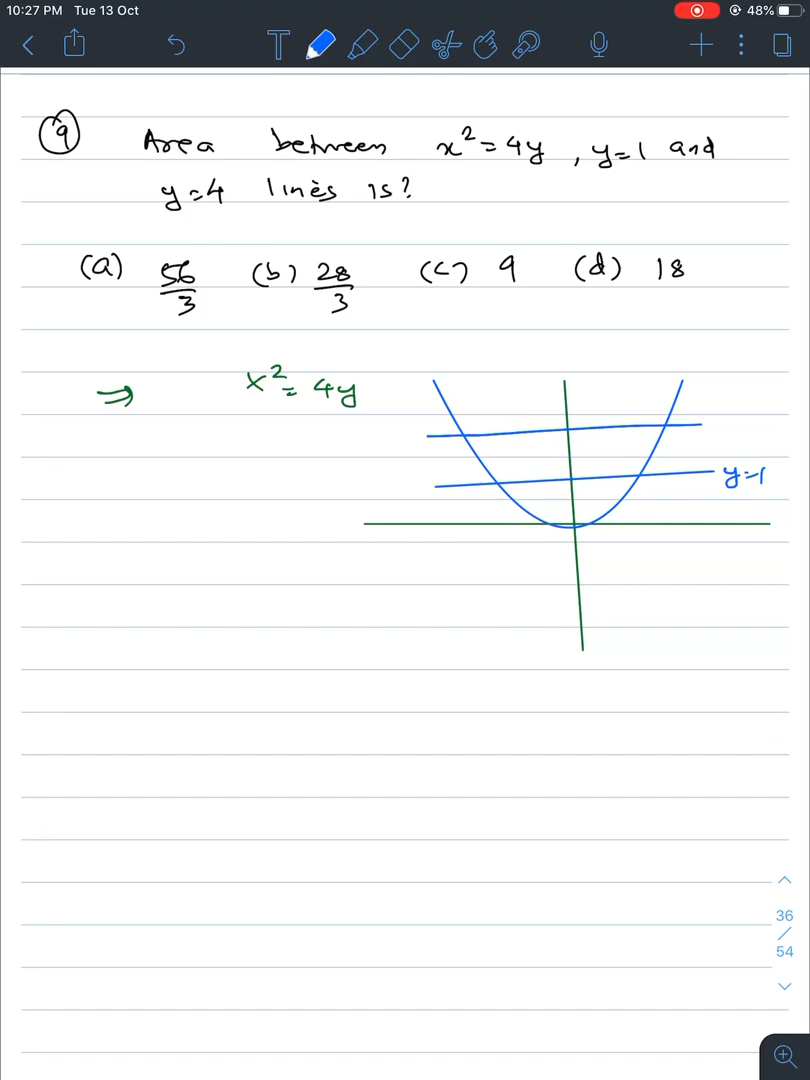 10:27 PM Tue 13 Oct 48%
T
9 Area between x² = 4y, y=1 and
y=4 lines is?
(a) 56/3 (b) 28/3 (c) 9 (d) 18
⇒ x² = 4y
y=1
36
/
54